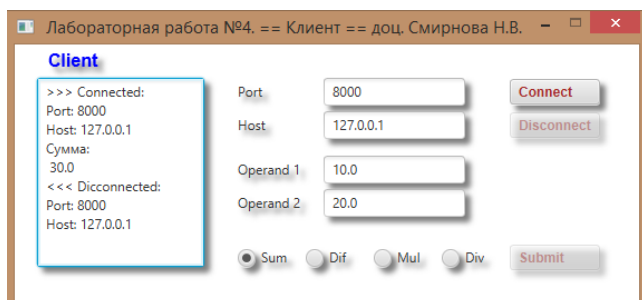 Лабораторная работа №4. == Клиент == доц. Смирнова Н.В.
Client
>>> Connected:
Port: 8000
Host: 127.0.0.1
Сумма:
30.0
<<< Dicconnected:
Port: 8000
Host: 127.0.0.1
Port 8000 Connect
Host 127.0.0.1 Disconnect
Operand 1 10.0
Operand 2 20.0
Sum Dif Mul Div Submit